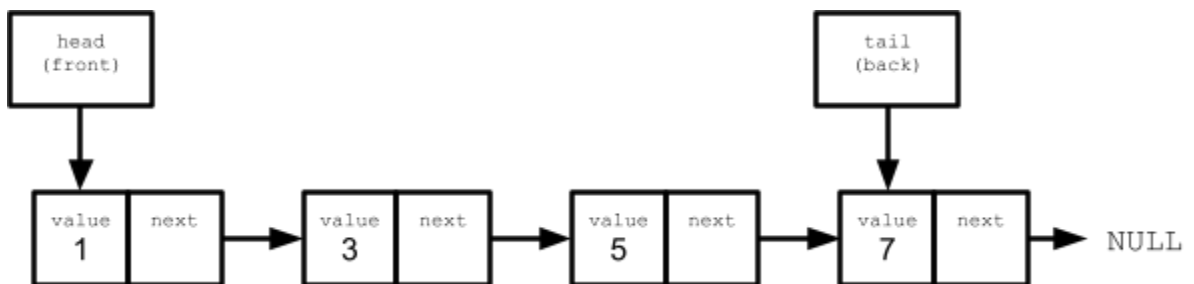 head
(front)
tail
(back)
value next
1
value next
3
value next
5
value next
7
NULL